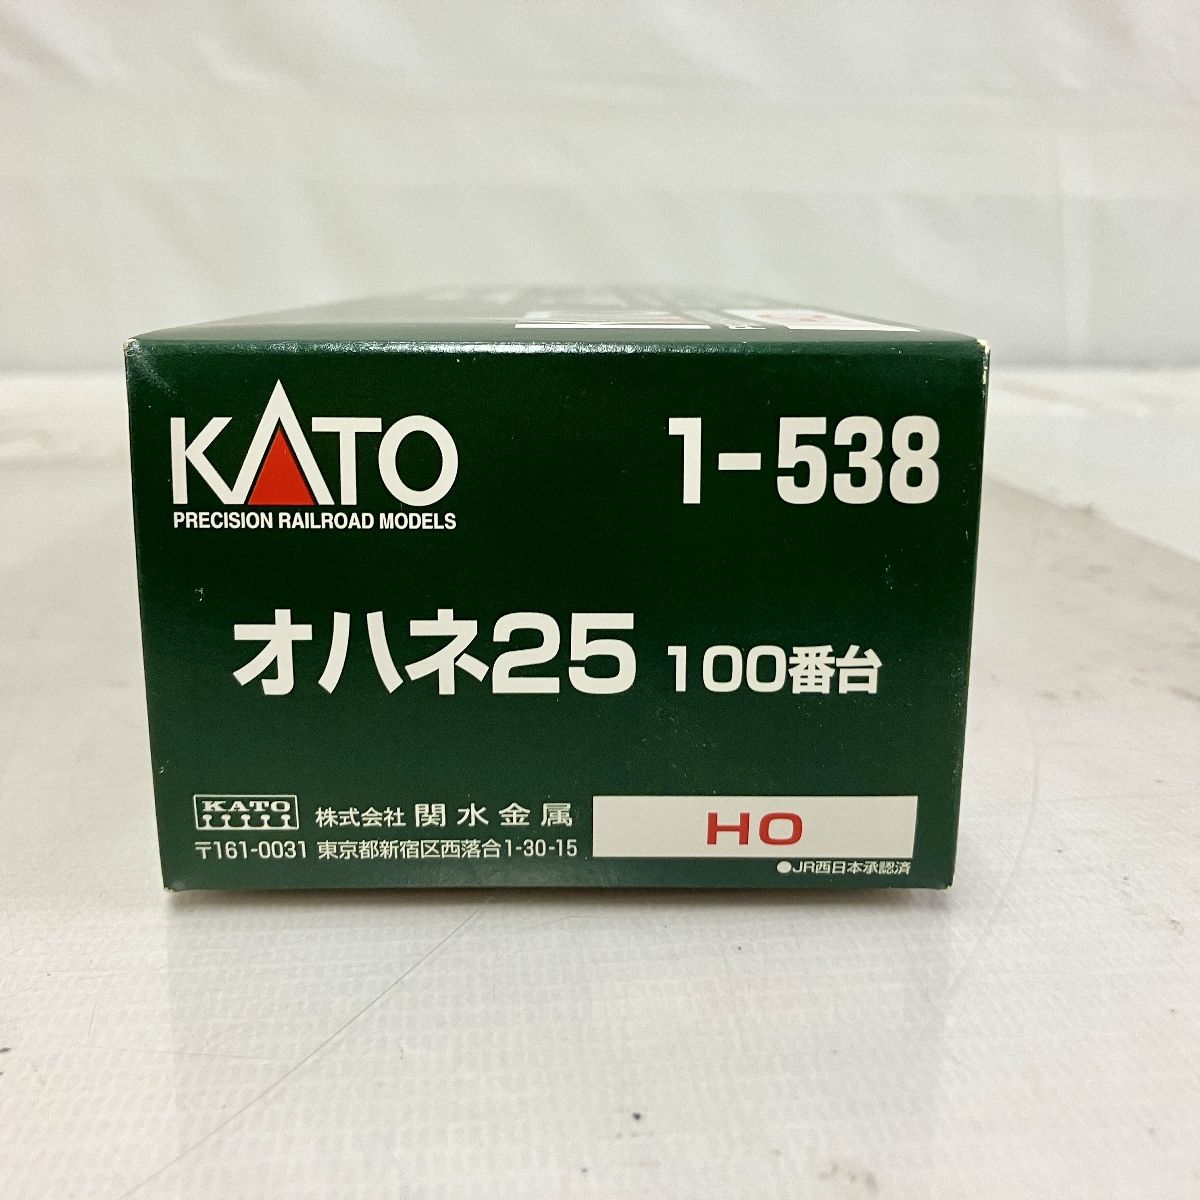 KATO
PRECISION RAILROAD MODELS
1-538
オハネ25 100番台
KATO 株式会社 関水金属
〒161-0031 東京都新宿区西落合1-30-15
HO
●JR西日本承認済